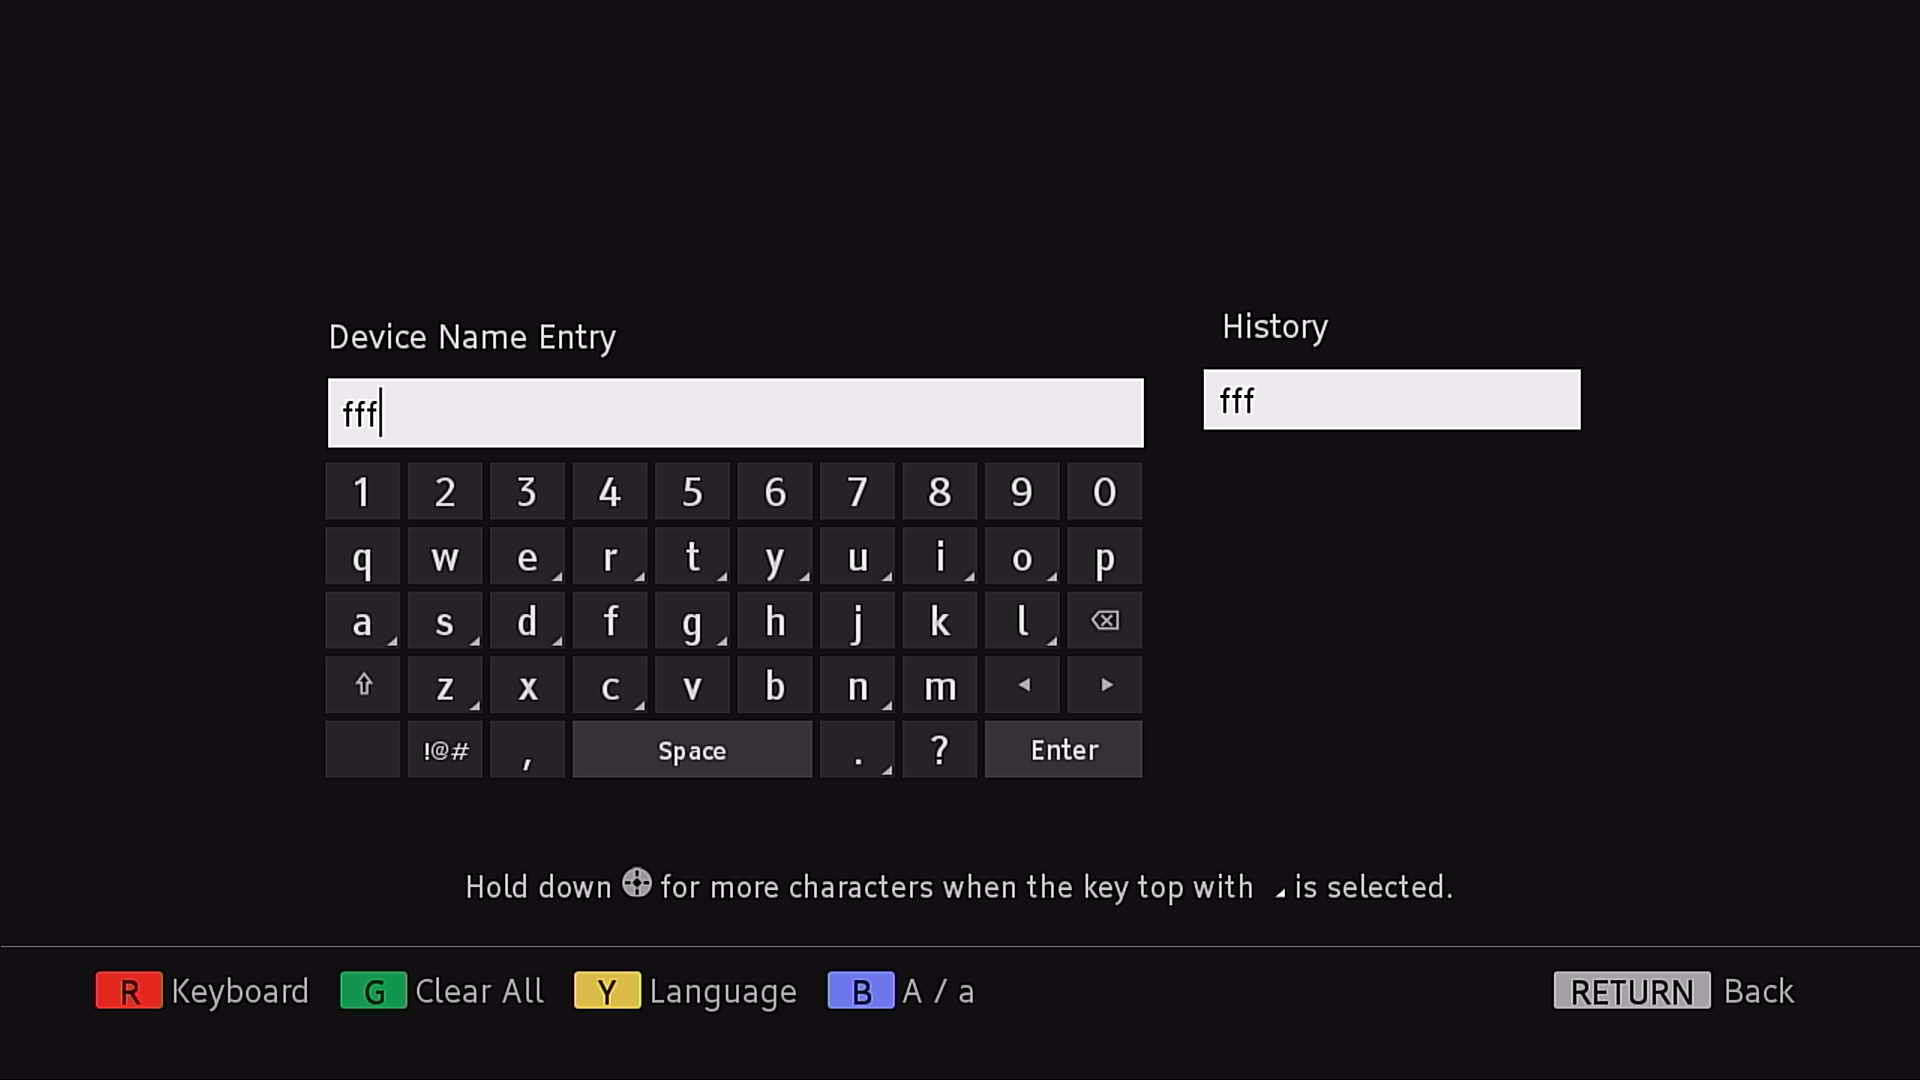 Device Name Entry
History
fff
fff
1 2 3 4 5 6 7 8 9 0
q w e r t y u i o p
a s d f g h j k l
z x c v b n m
!@# , Space . ? Enter
Hold down for more characters when the key top with is selected.
R Keyboard G Clear All Y Language B A / a RETURN Back